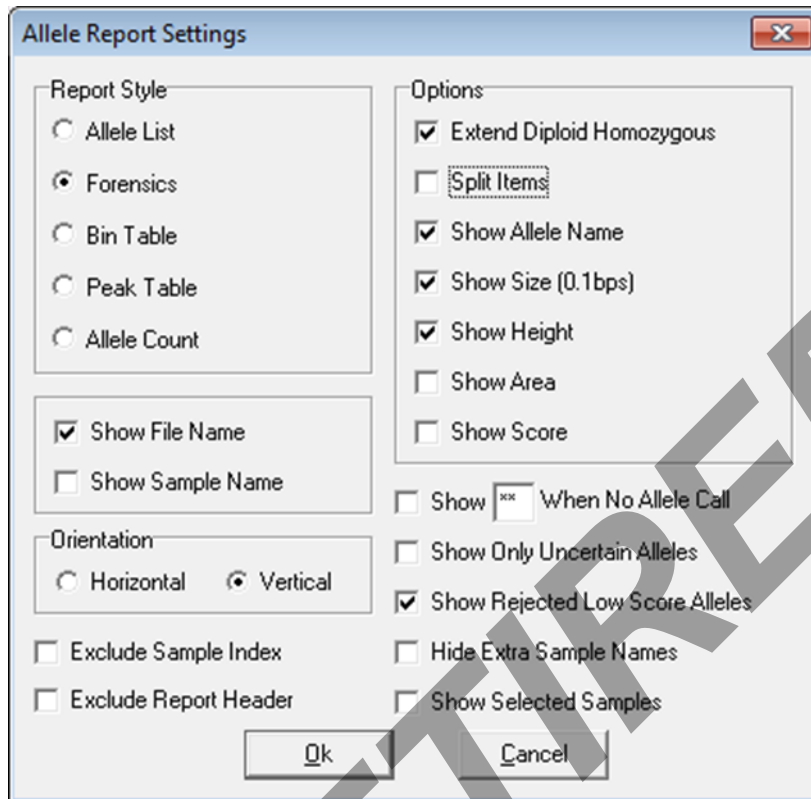 Allele Report Settings
Report Style
Allele List
Forensics
Bin Table
Peak Table
Allele Count
Show File Name
Show Sample Name
Orientation
Horizontal Vertical
Exclude Sample Index
Exclude Report Header
Options
Extend Diploid Homozygous
Split Items
Show Allele Name
Show Size (0.1bps)
Show Height
Show Area
Show Score
Show ** When No Allele Call
Show Only Uncertain Alleles
Show Rejected Low Score Alleles
Hide Extra Sample Names
Show Selected Samples
Ok Cancel